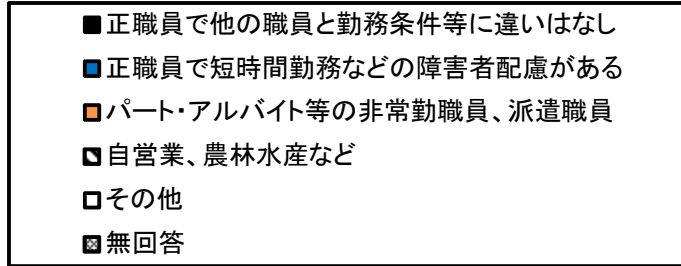 正職員で他の職員と勤務条件等に違いはなし
正職員で短時間勤務などの障害者配慮がある
パート・アルバイト等の非常勤職員、派遣職員
自営業、農林水産など
その他
無回答